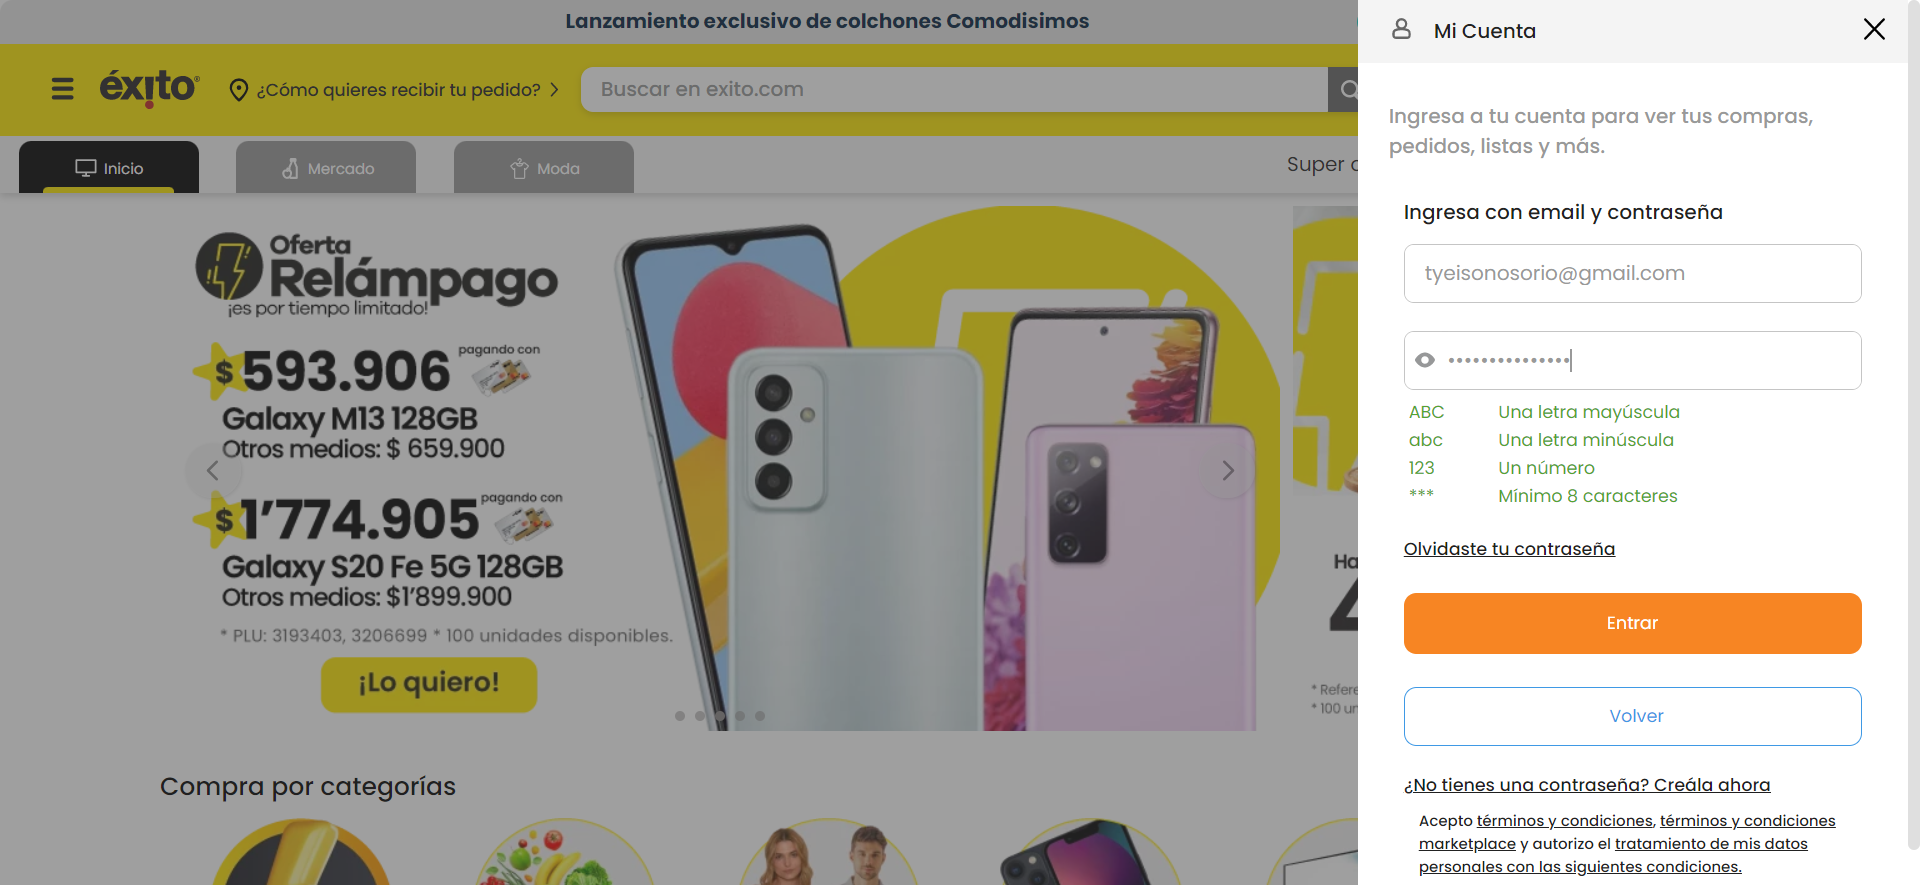 Lanzamiento exclusivo de colchones Comodisimos
éxito
¿Cómo quieres recibir tu pedido?
Buscar en exito.com
Inicio
Mercado
Moda
Super
Oferta
Relámpago
¡es por tiempo limitado!
$593.906 pagando con
Galaxy M13 128GB
Otros medios: $ 659.900
$1'774.905 pagando con
Galaxy S20 Fe 5G 128GB
Otros medios: $1'899.900
* PLU: 3193403, 3206699 * 100 unidades disponibles.
¡Lo quiero!
* 100
Compra por categorías
Mi Cuenta
Ingresa a tu cuenta para ver tus compras,
pedidos, listas y más.
Ingresa con email y contraseña
tyeisonosorio@gmail.com
•••••••••••••••
ABC Una letra mayúscula
abc Una letra minúscula
123 Un número
*** Mínimo 8 caracteres
Olvidaste tu contraseña
Entrar
Volver
¿No tienes una contraseña? Creála ahora
Acepto términos y condiciones, términos y condiciones
marketplace y autorizo el tratamiento de mis datos
personales con las siguientes condiciones.